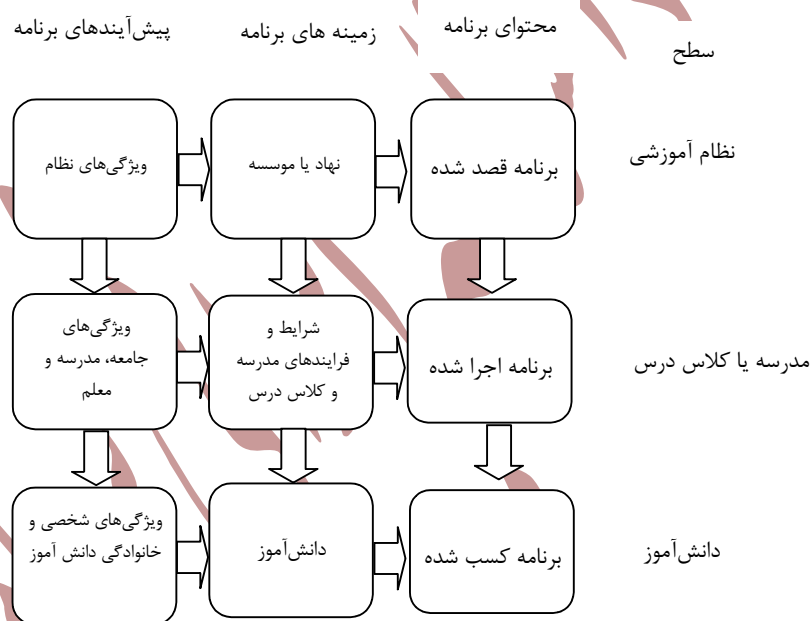 سطح
محتوای برنامه
زمینه های برنامه
پیش‌آیندهای برنامه
نظام آموزشی
برنامه قصد شده
نهاد یا موسسه
ویژگی‌های نظام
مدرسه یا کلاس درس
برنامه اجرا شده
شرایط و
فرایندهای مدرسه
و کلاس درس
ویژگی‌های
جامعه، مدرسه و
معلم
دانش‌آموز
برنامه کسب شده
دانش‌آموز
ویژگی‌های شخصی و
خانوادگی دانش آموز